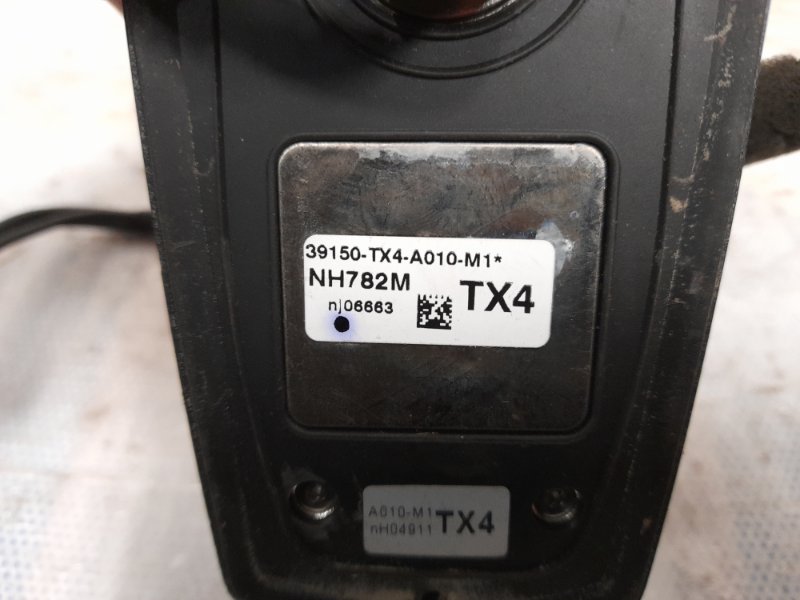 39150-TX4-A010-M1*
NH782M
TX4
nj06663
A010-M1
nH04911
TX4